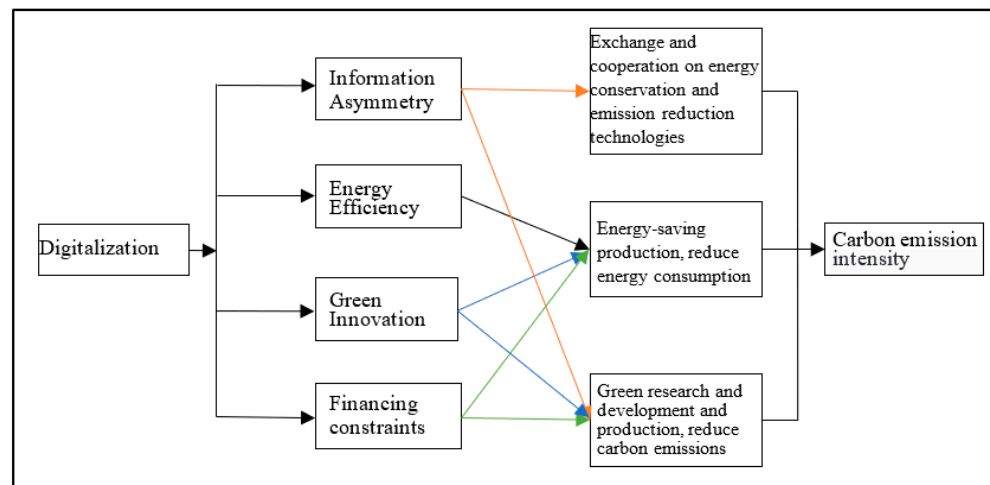 Digitalization
Information
Asymmetry
Energy
Efficiency
Green
Innovation
Financing
constraints
Exchange and
cooperation on energy
conservation and
emission reduction
technologies
Energy-saving
production, reduce
energy consumption
Green research and
development and
production, reduce
carbon emissions
Carbon emission
intensity